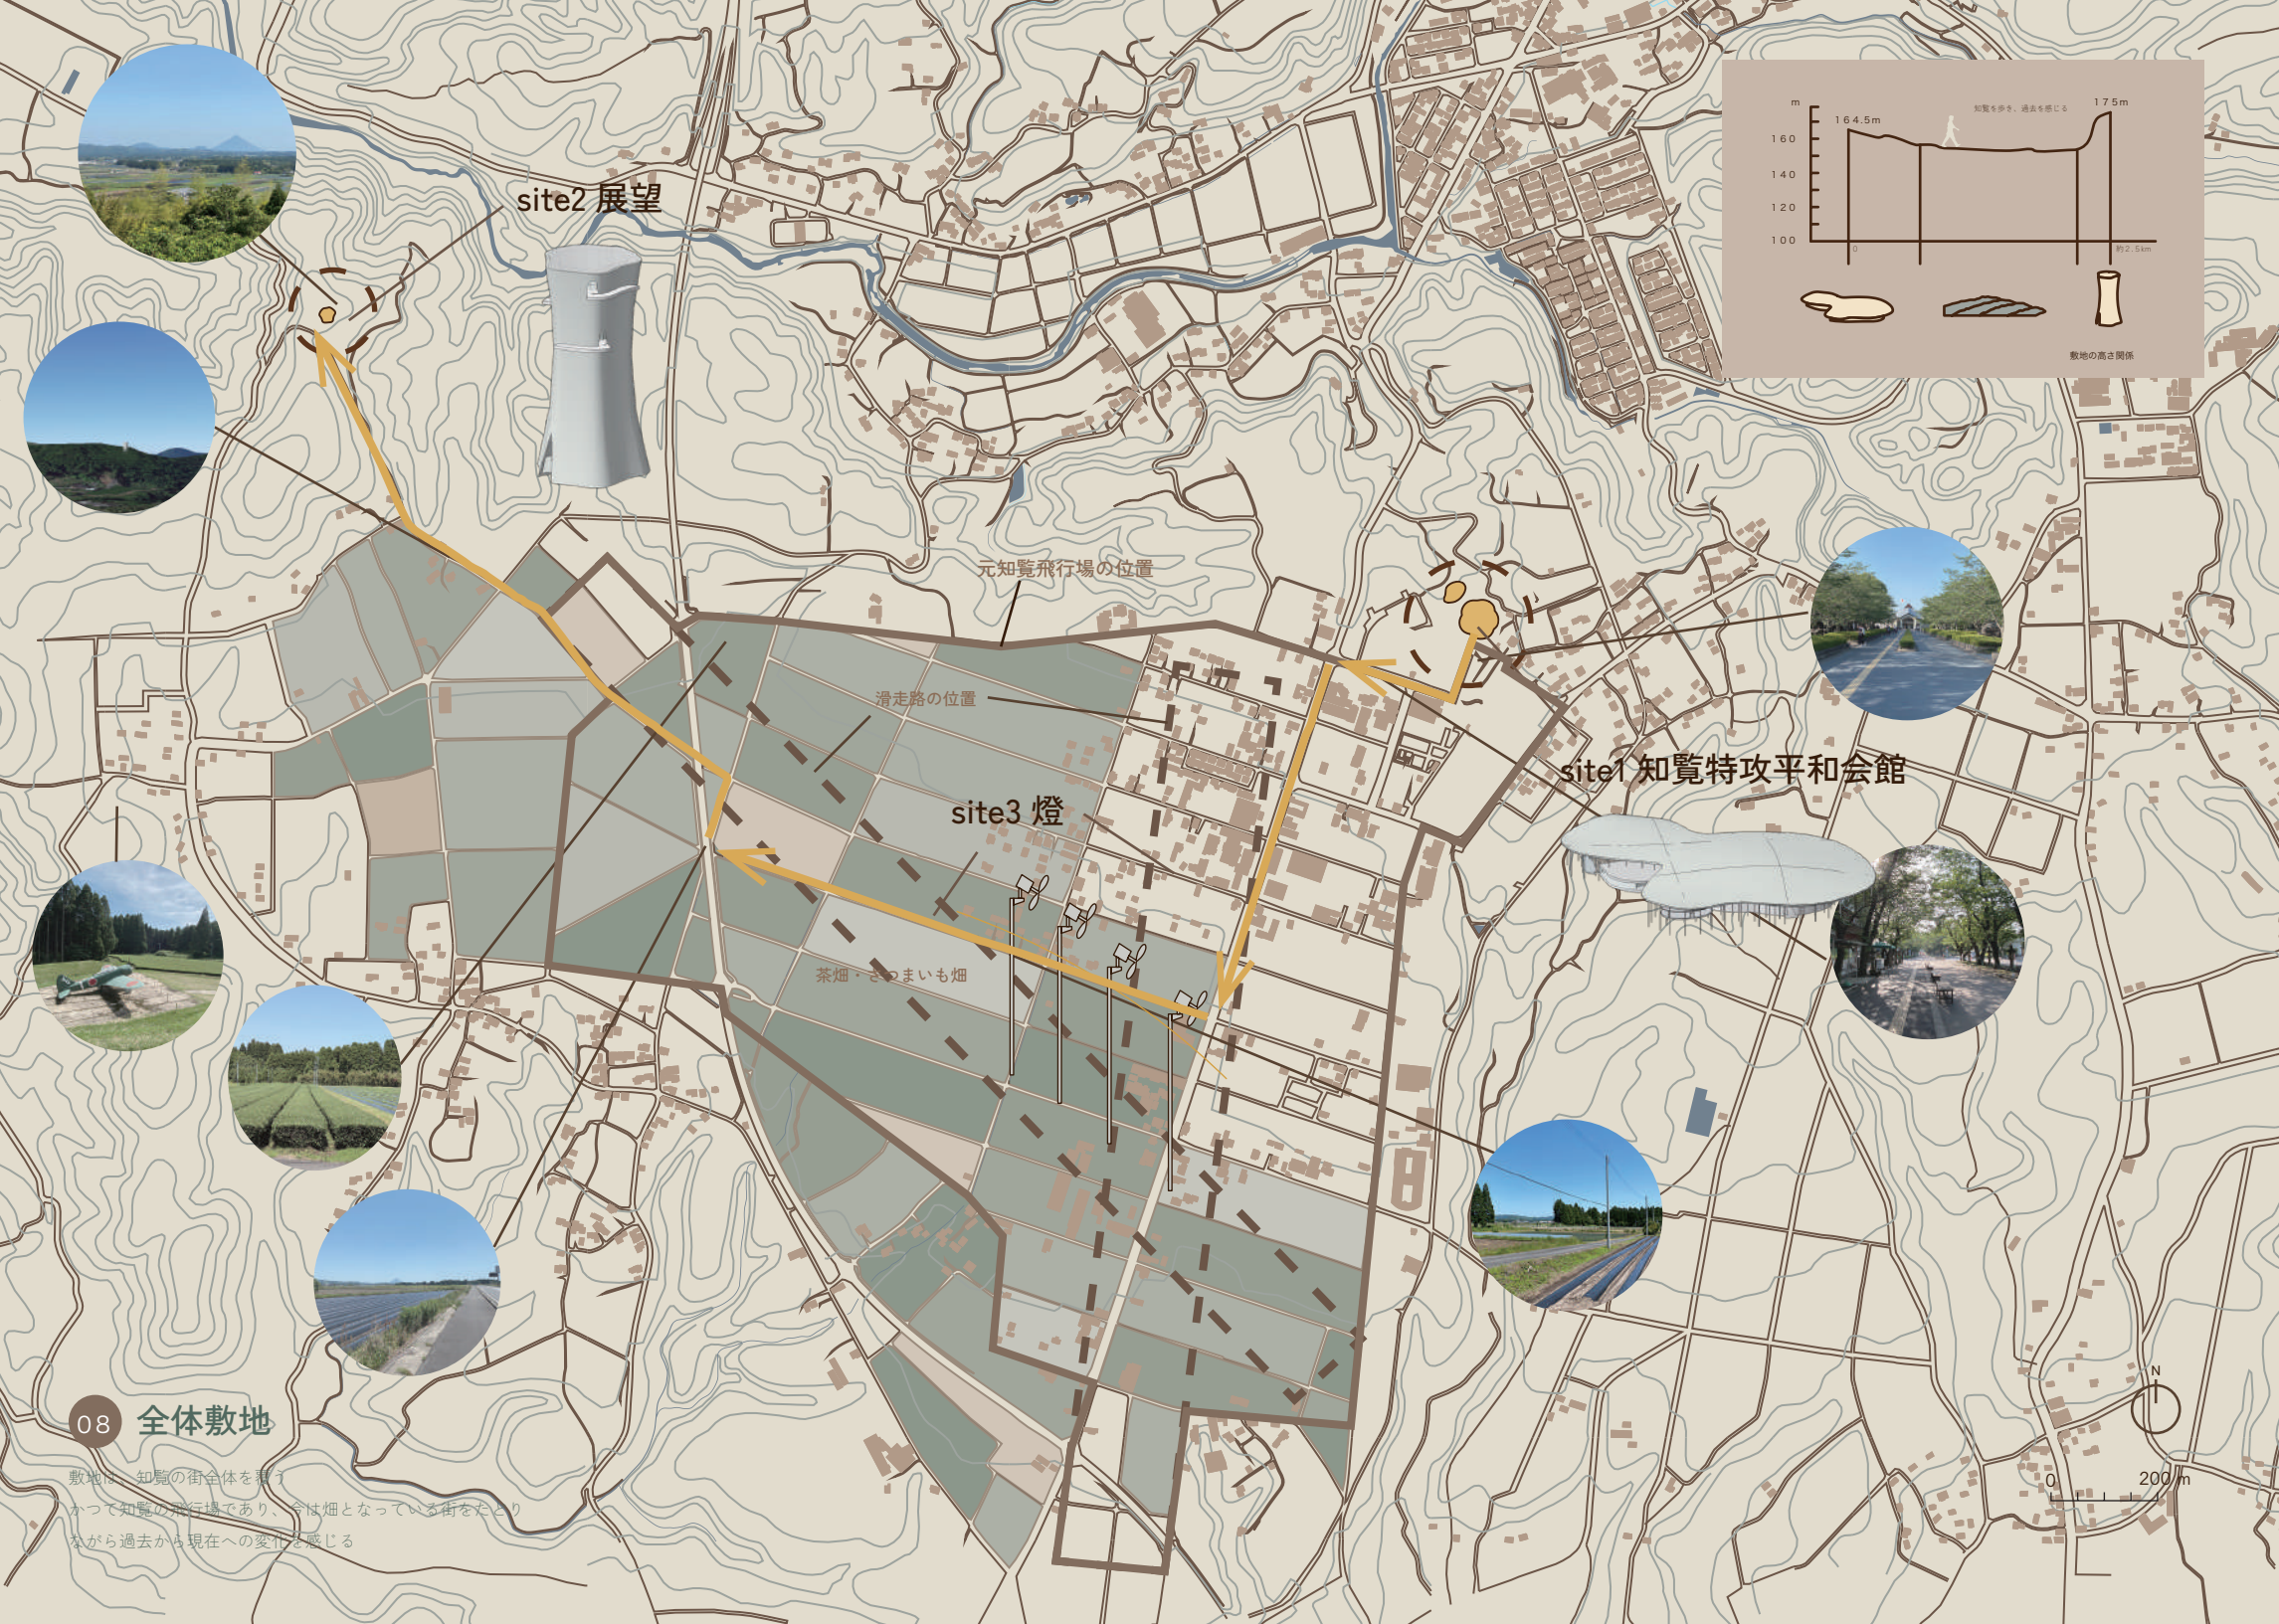 site2 展望
m
知覧を歩き、過去を感じる
175m
164.5m
160
140
120
100
0
約2.5km
敷地の高さ関係
元知覧飛行場の位置
滑走路の位置
site1 知覧特攻平和会館
site3 燈
茶畑・さつまいも畑
08 全体敷地
敷地は、知覧の街全体を覆う
かつて知覧の飛行場であり、今は畑となっている街をたどり
ながら過去から現在への変化を感じる
N
0 200 m